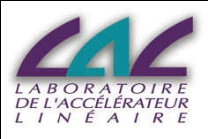 LAL
LABORATOIRE
DE L'ACCÉLÉRATEUR
LINÉAIRE